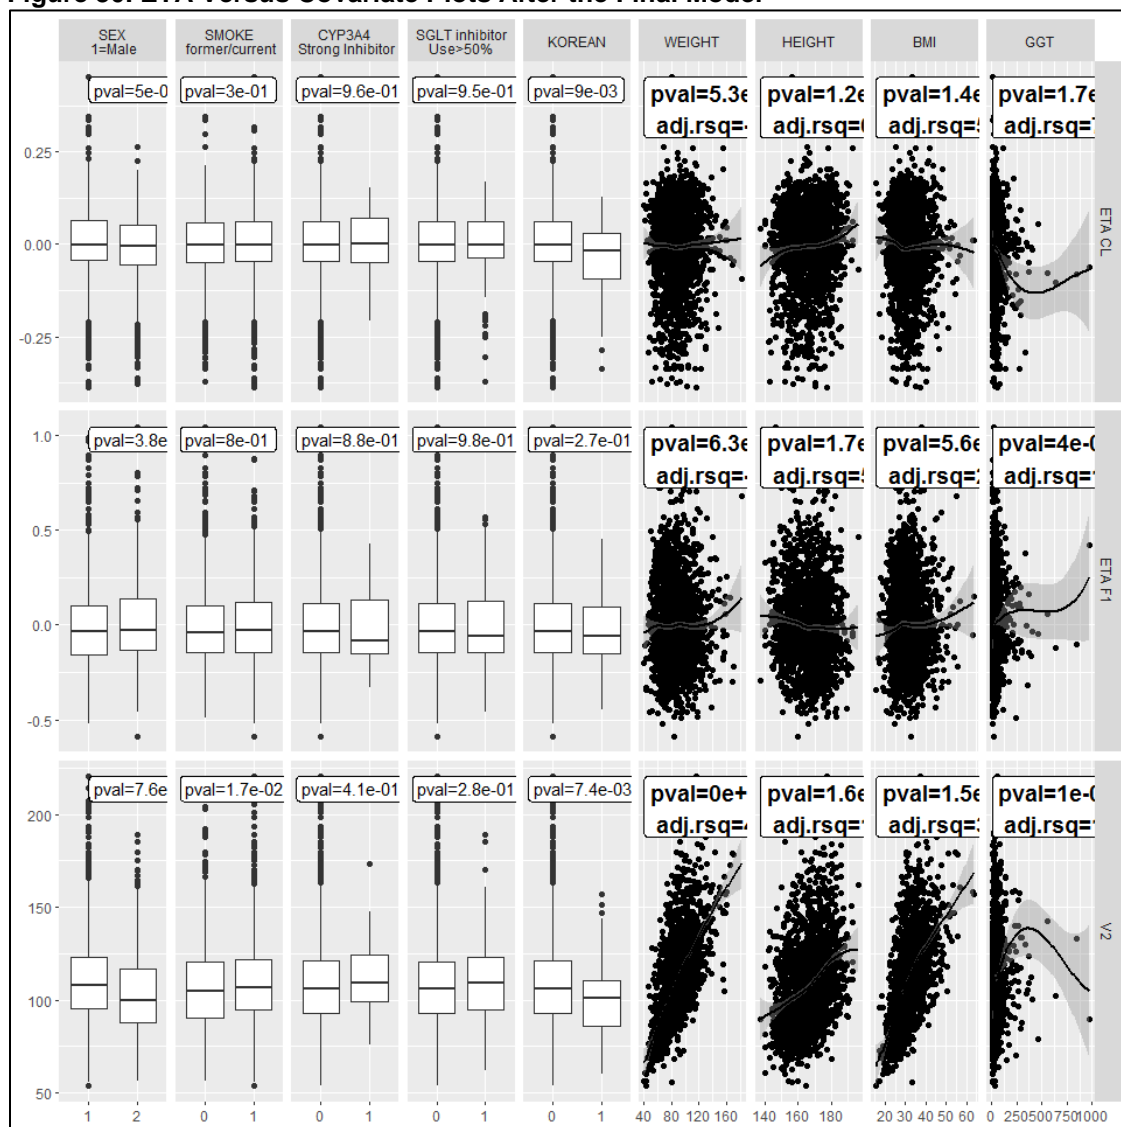 Figure 30: ETA Versus Covariate Plots After the Final Model
SEX
1=Male
SMOKE
former/current
CYP3A4
Strong Inhibitor
SGLT inhibitor
Use>50%
KOREAN
WEIGHT
HEIGHT
BMI
GGT
pval=5e-0
pval=3e-01
pval=9.6e-01
pval=9.5e-01
pval=9e-03
pval=5.3e
adj.rsq=
pval=1.2e
adj.rsq=
pval=1.4e
adj.rsq=
pval=1.7e
adj.rsq=
0.25
0.00
-0.25
ETA CL
pval=3.8e
pval=8e-01
pval=8.8e-01
pval=9.8e-01
pval=2.7e-01
pval=6.3e
adj.rsq=
pval=1.7e
adj.rsq=
pval=5.6e
adj.rsq=
pval=4e-0
adj.rsq=
1.0
0.5
0.0
-0.5
ETA F1
pval=7.6e
pval=1.7e-02
pval=4.1e-01
pval=2.8e-01
pval=7.4e-03
pval=0e+
adj.rsq=
pval=1.6e
adj.rsq=
pval=1.5e
adj.rsq=
pval=1e-0
adj.rsq=
200
150
100
50
V2
1 2
0 1
0 1
0 1
0 1
40 80 120 160
140 160 180
20 30 40 50 60
0 250 500 750 1000